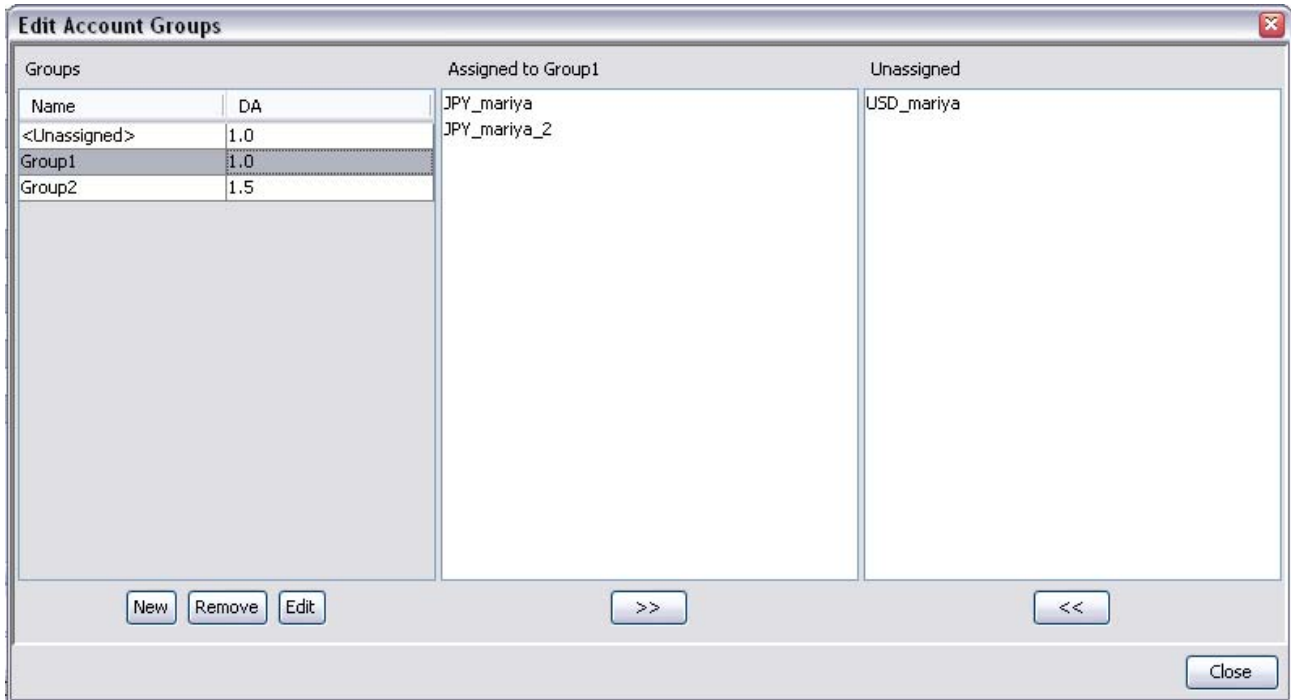 Edit Account Groups
Groups
Assigned to Group1
Unassigned
Name DA
<Unassigned> 1.0
Group1 1.0
Group2 1.5
JPY_mariya
JPY_mariya_2
USD_mariya
New Remove Edit
>>
<<
Close